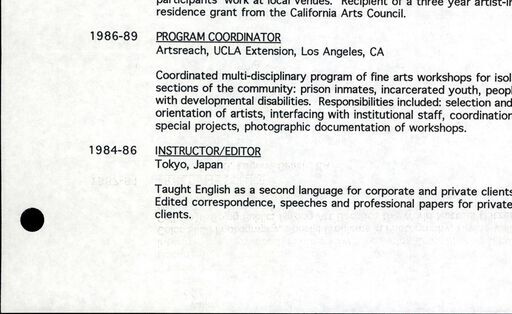 participants' work at local venues. Recipient of a three year artist-in
residence grant from the California Arts Council.
1986-89 PROGRAM COORDINATOR
Artsreach, UCLA Extension, Los Angeles, CA
Coordinated multi-disciplinary program of fine arts workshops for isol
sections of the community: prison inmates, incarcerated youth, peopl
with developmental disabilities. Responsibilities included: selection and
orientation of artists, interfacing with institutional staff, coordination
special projects, photographic documentation of workshops.
1984-86 INSTRUCTOR/EDITOR
Tokyo, Japan
Taught English as a second language for corporate and private clients
Edited correspondence, speeches and professional papers for private
clients.